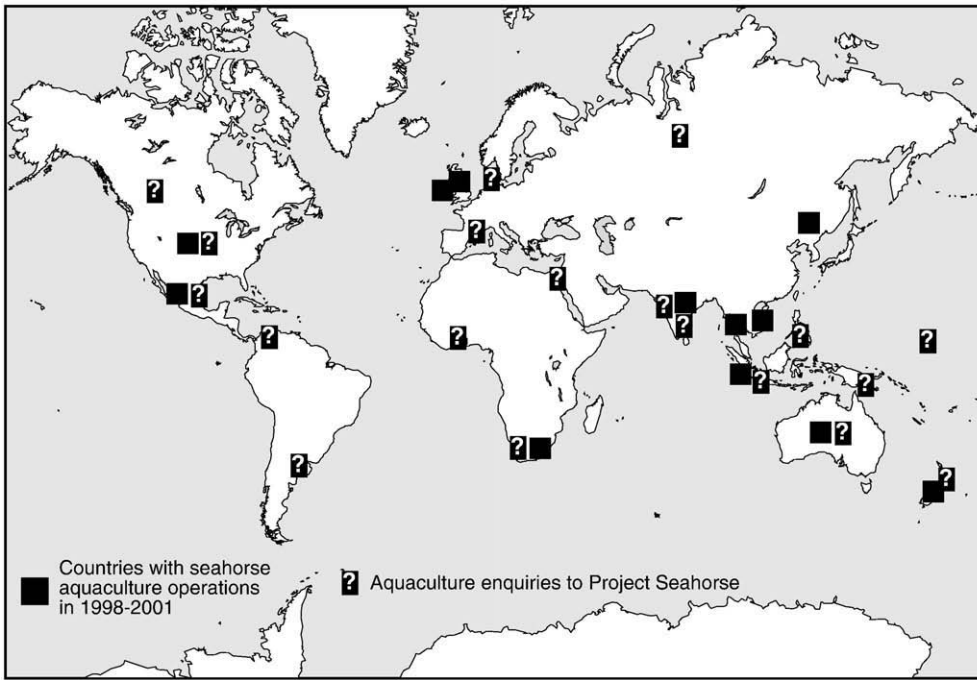 Countries with seahorse
aquaculture operations
in 1998-2001
? Aquaculture enquiries to Project Seahorse